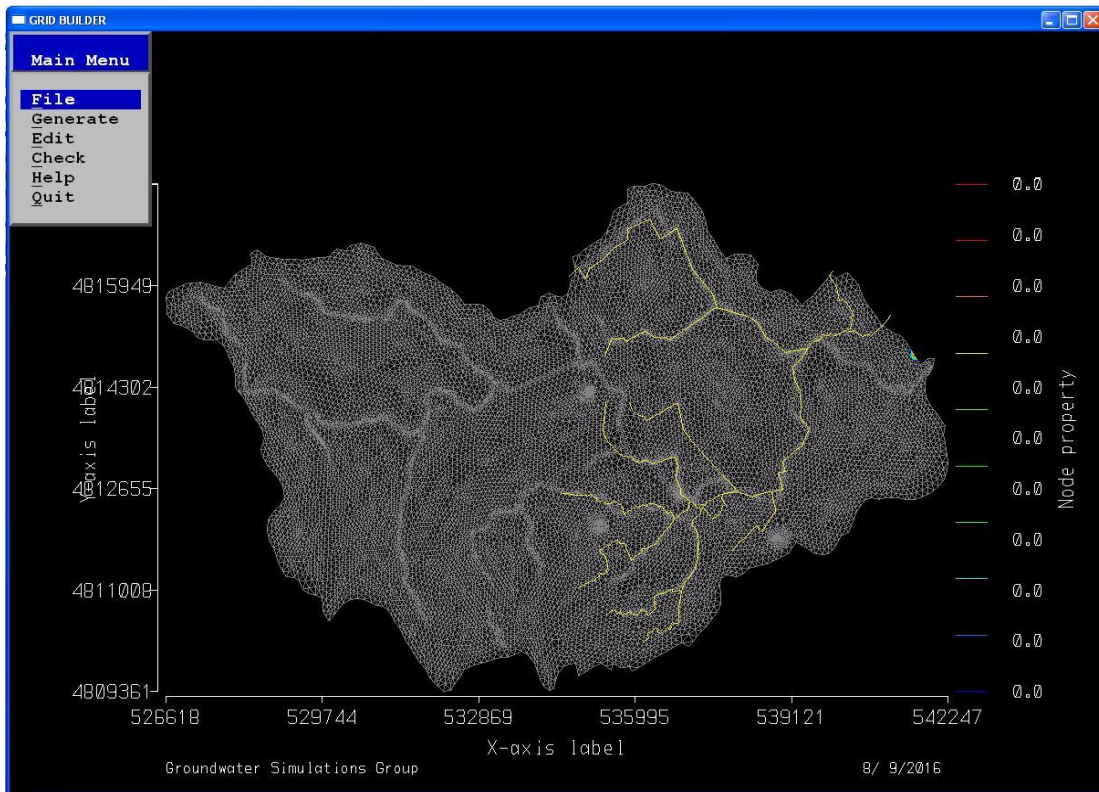 GRID BUILDER
Main Menu
File
Generate
Edit
Check
Help
Quit
4815949
4814302
4812655
4811008
4809361
Y-axis label
526618
529744
532869
535995
539121
542247
X-axis label
0.0
0.0
0.0
0.0
0.0
0.0
0.0
0.0
0.0
0.0
0.0
Node property
Groundwater Simulations Group
8/ 9/2016